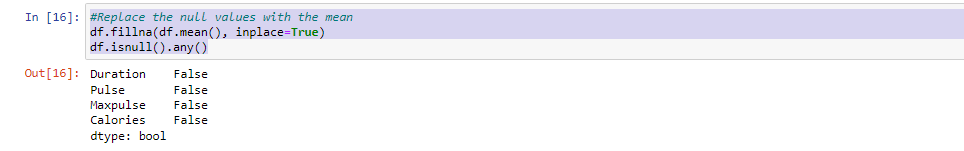 In [16]: #Replace the null values with the mean
df.fillna(df.mean(), inplace=True)
df.isnull().any()
Out[16]: Duration    False
Pulse       False
Maxpulse    False
Calories    False
dtype: bool